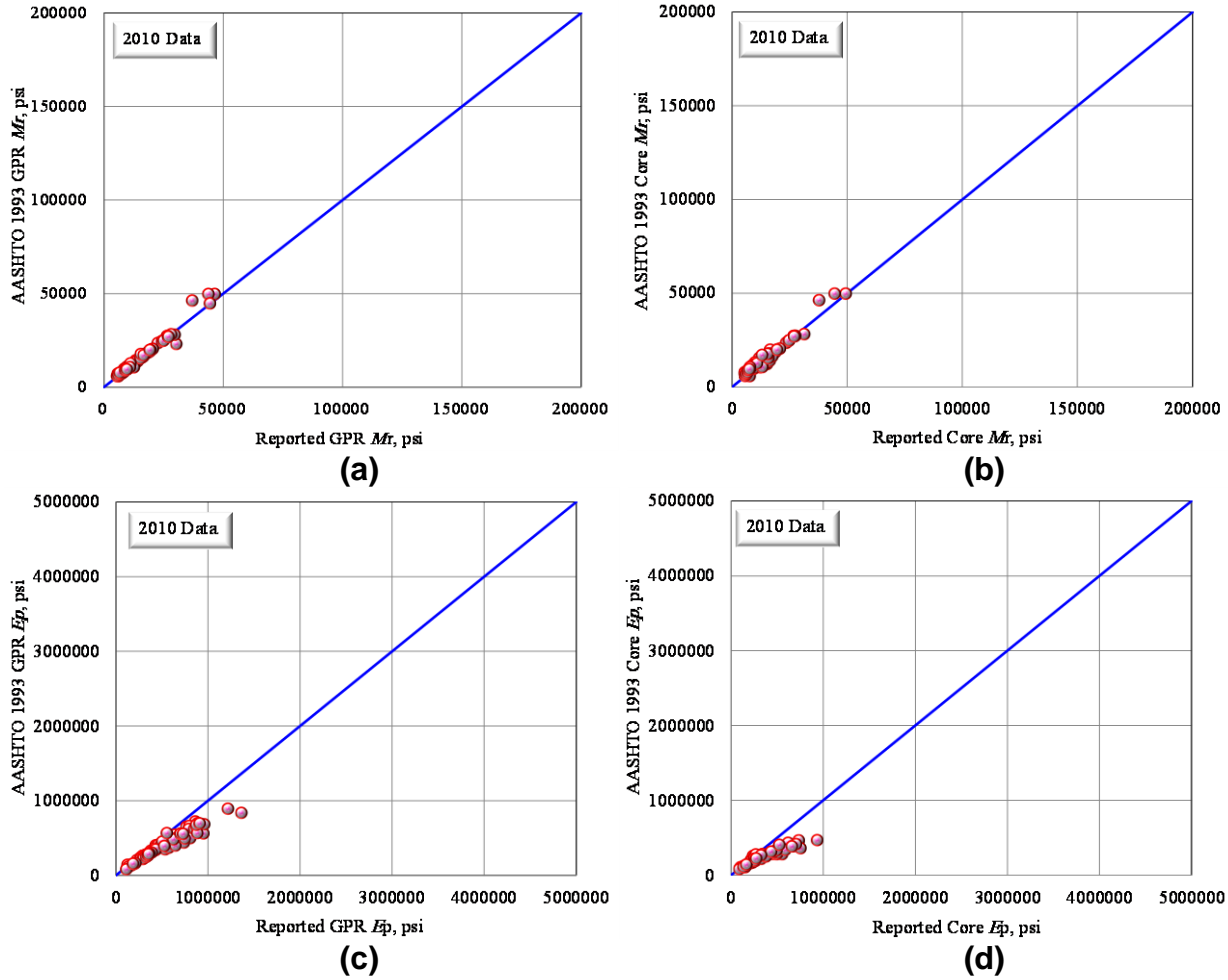 200000
2010 Data
150000
100000
50000
0
AASHTO 1993 GPR Mr, psi
0 50000 100000 150000 200000
Reported GPR Mr, psi
(a)
200000
2010 Data
150000
100000
50000
0
AASHTO 1993 Core Mr, psi
0 50000 100000 150000 200000
Reported Core Mr, psi
(b)
5000000
2010 Data
4000000
3000000
2000000
1000000
0
AASHTO 1993 GPR Ep, psi
0 1000000 2000000 3000000 4000000 5000000
Reported GPR Ep, psi
(c)
5000000
2010 Data
4000000
3000000
2000000
1000000
0
AASHTO 1993 Core Ep, psi
0 1000000 2000000 3000000 4000000 5000000
Reported Core Ep, psi
(d)